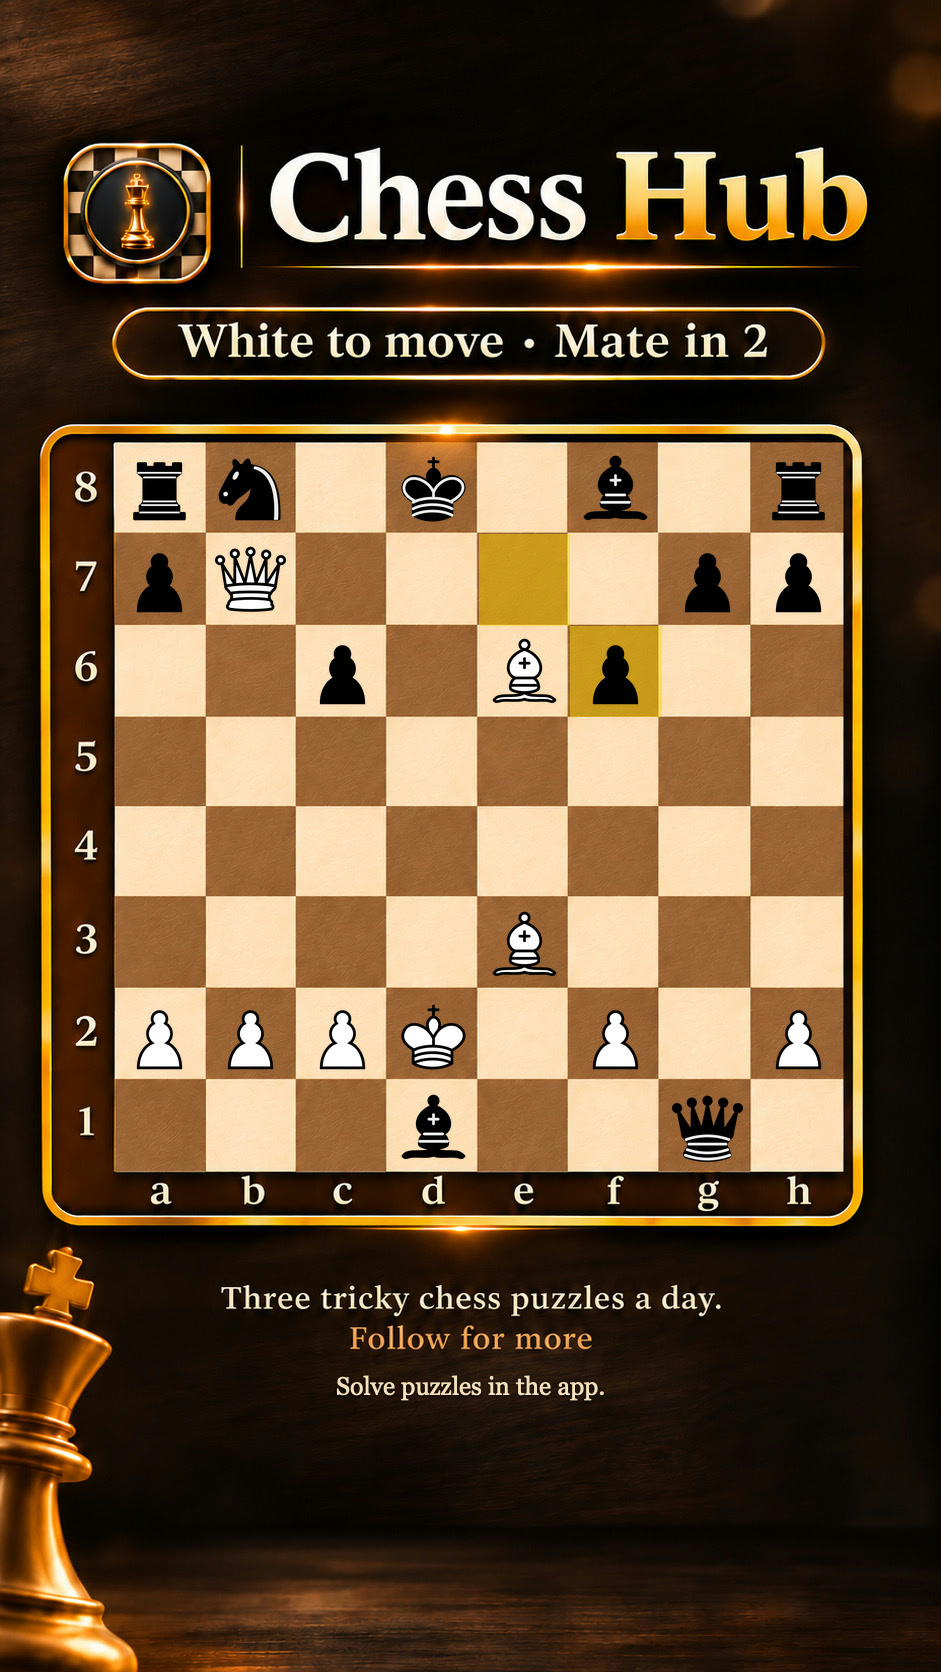 Chess Hub
White to move • Mate in 2
8
7
6
5
4
3
2
1
a b c d e f g h
Three tricky chess puzzles a day.
Follow for more
Solve puzzles in the app.